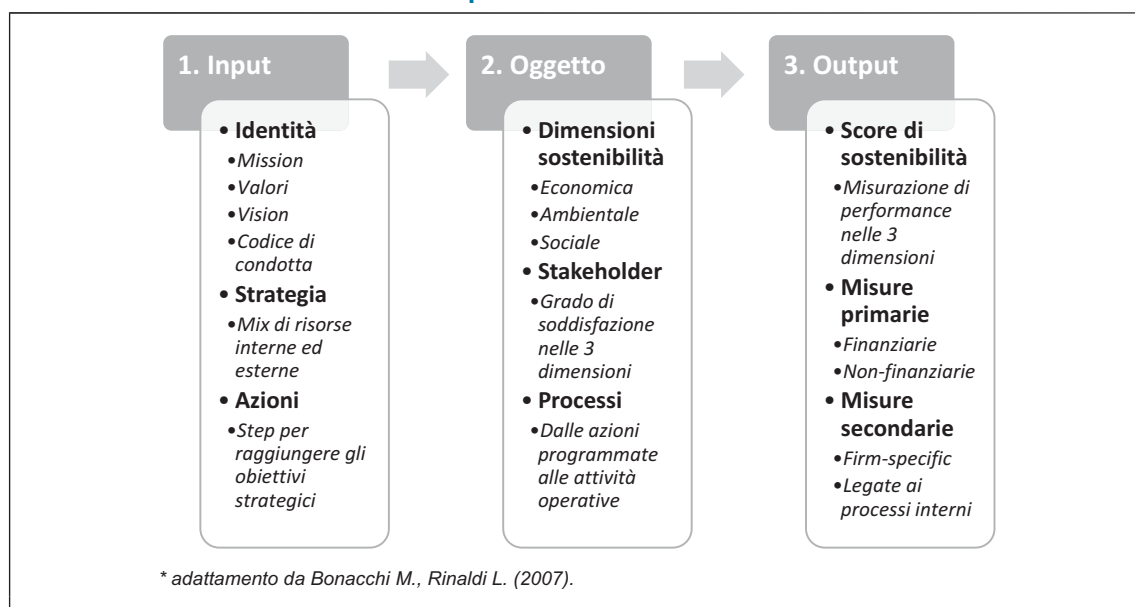 1. Input
• Identità
•Mission
•Valori
•Vision
•Codice di
condotta
• Strategia
•Mix di risorse
interne ed
esterne
• Azioni
•Step per
raggiungere gli
obiettivi
strategici
2. Oggetto
• Dimensioni
sostenibilità
•Economica
•Ambientale
•Sociale
• Stakeholder
•Grado di
soddisfazione
nelle 3
dimensioni
• Processi
•Dalle azioni
programmate
alle attività
operative
3. Output
• Score di
sostenibilità
•Misurazione di
performance
nelle 3
dimensioni
• Misure
primarie
•Finanziarie
•Non-finanziarie
• Misure
secondarie
•Firm-specific
•Legate ai
processi interni
* adattamento da Bonacchi M., Rinaldi L. (2007).